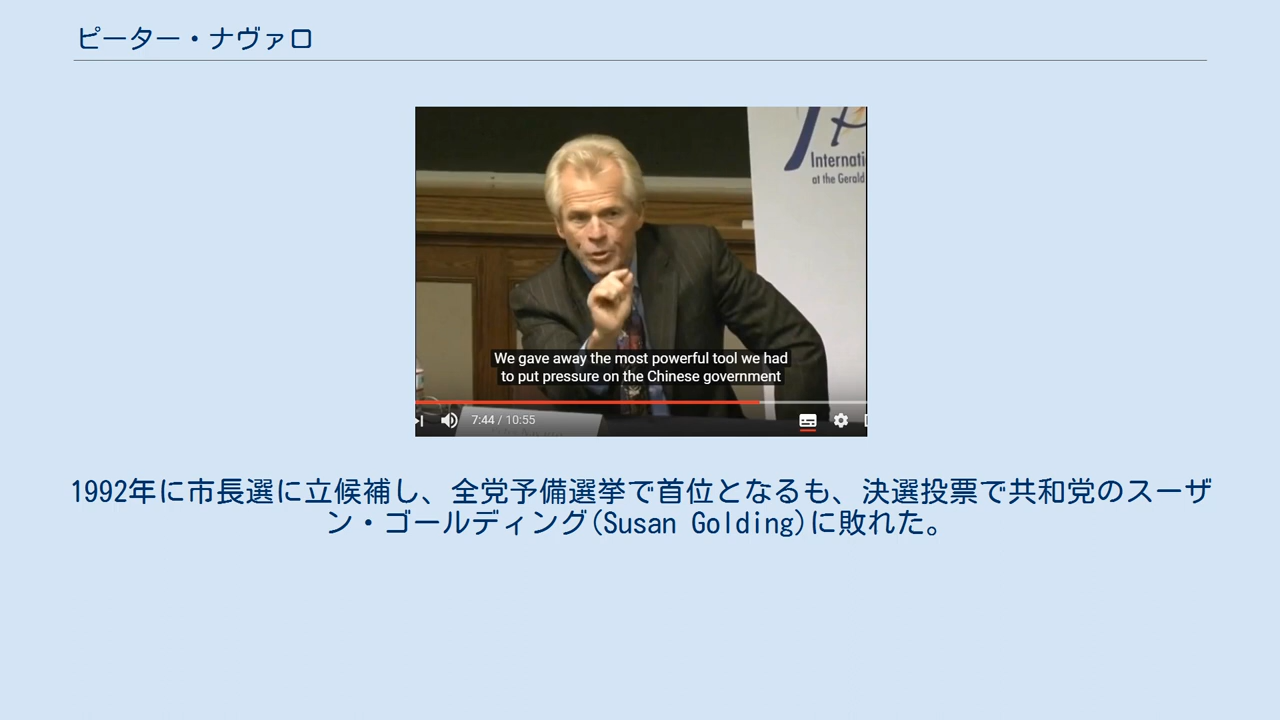 ピーター・ナヴァロ
Internati
at the Gerald
We gave away the most powerful tool we had
to put pressure on the Chinese government
7:44 / 10:55
1992年に市長選に立候補し、全党予備選挙で首位となるも、決選投票で共和党のスーザ
ン・ゴールディング(Susan Golding)に敗れた。